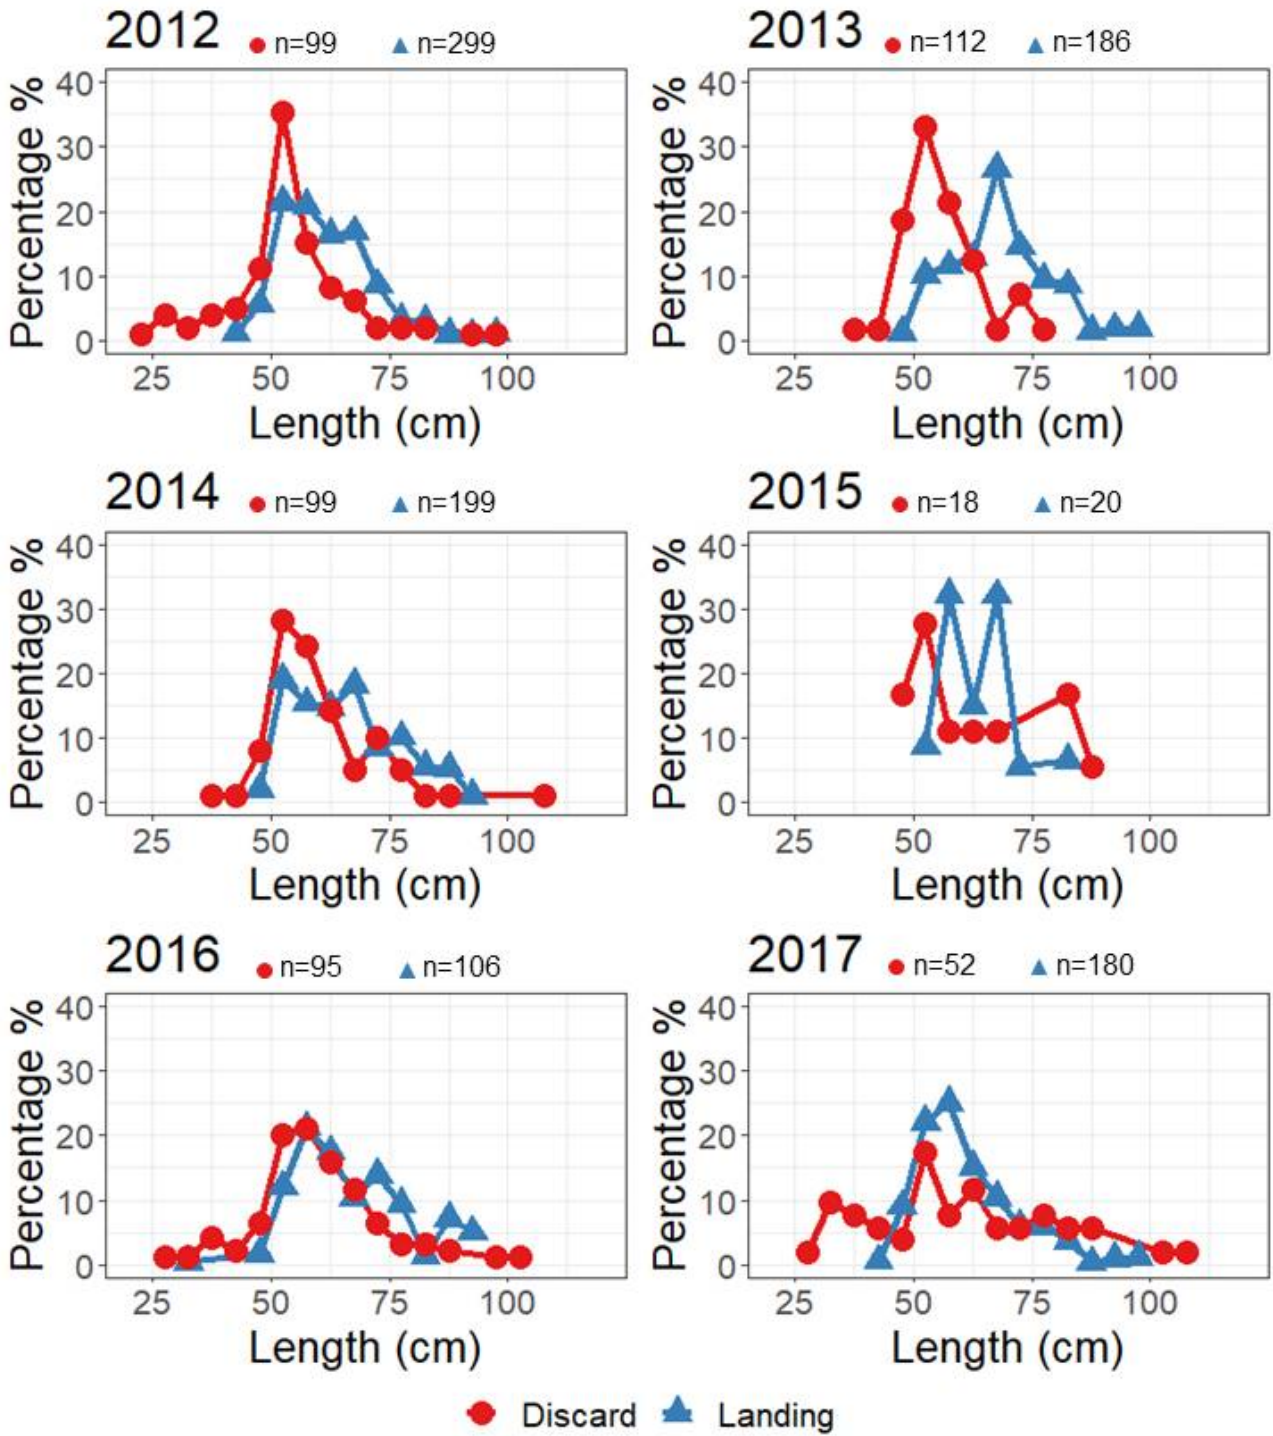 2012 n=99 n=299
Percentage %
40
30
20
10
0
25 50 75 100
Length (cm)
2013 n=112 n=186
Percentage %
40
30
20
10
0
25 50 75 100
Length (cm)
2014 n=99 n=199
Percentage %
40
30
20
10
0
25 50 75 100
Length (cm)
2015 n=18 n=20
Percentage %
40
30
20
10
0
25 50 75 100
Length (cm)
2016 n=95 n=106
Percentage %
40
30
20
10
0
25 50 75 100
Length (cm)
2017 n=52 n=180
Percentage %
40
30
20
10
0
25 50 75 100
Length (cm)
Discard Landing